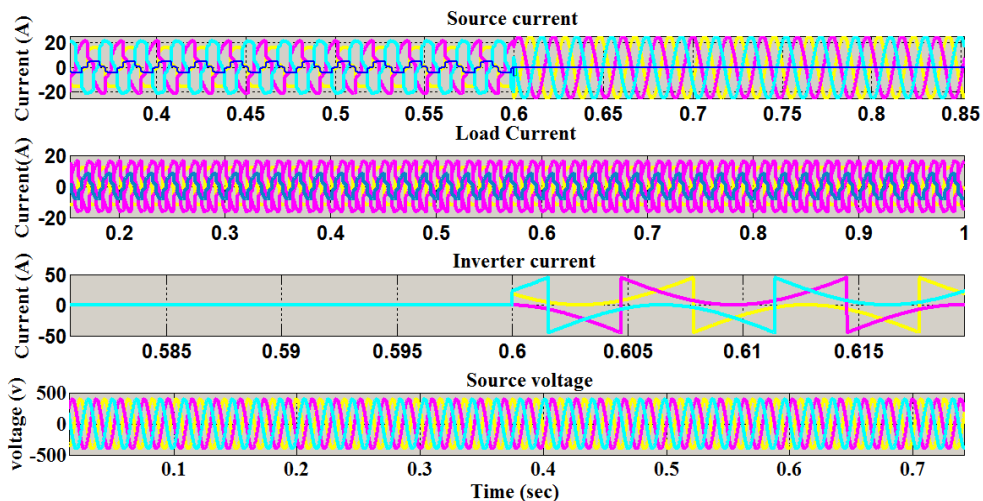 Source current
Current (A)
20
0
-20
0.4 0.45 0.5 0.55 0.6 0.65 0.7 0.75 0.8 0.85
Load Current
Current(A)
20
0
-20
0.2 0.3 0.4 0.5 0.6 0.7 0.8 0.9 1
Inverter current
Current (A)
50
0
-50
0.585 0.59 0.595 0.6 0.605 0.61 0.615
Source voltage
voltage (v)
500
0
-500
0.1 0.2 0.3 0.4 0.5 0.6 0.7
Time (sec)